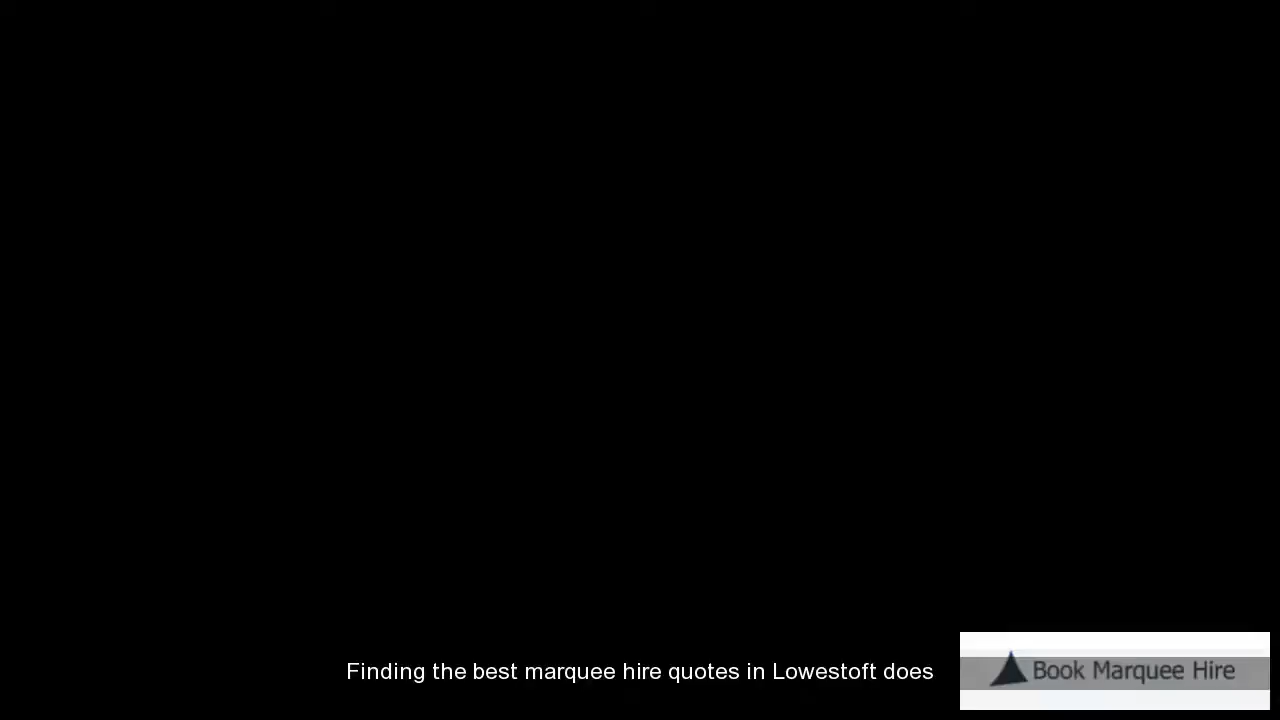 Finding the best marquee hire quotes in Lowestoft does
Book Marquee Hire